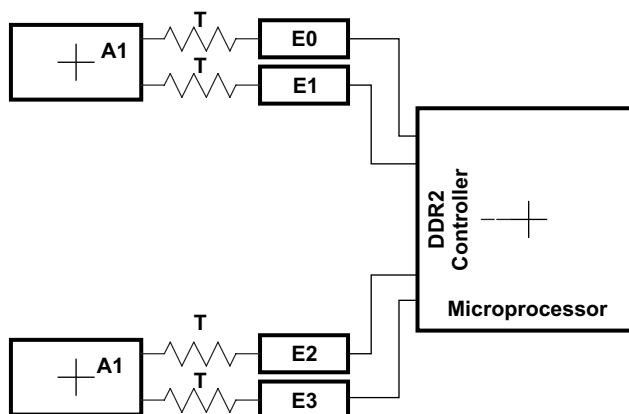 T
A1
E0
T
E1
DDR2
Controller
Microprocessor
T
A1
E2
T
E3